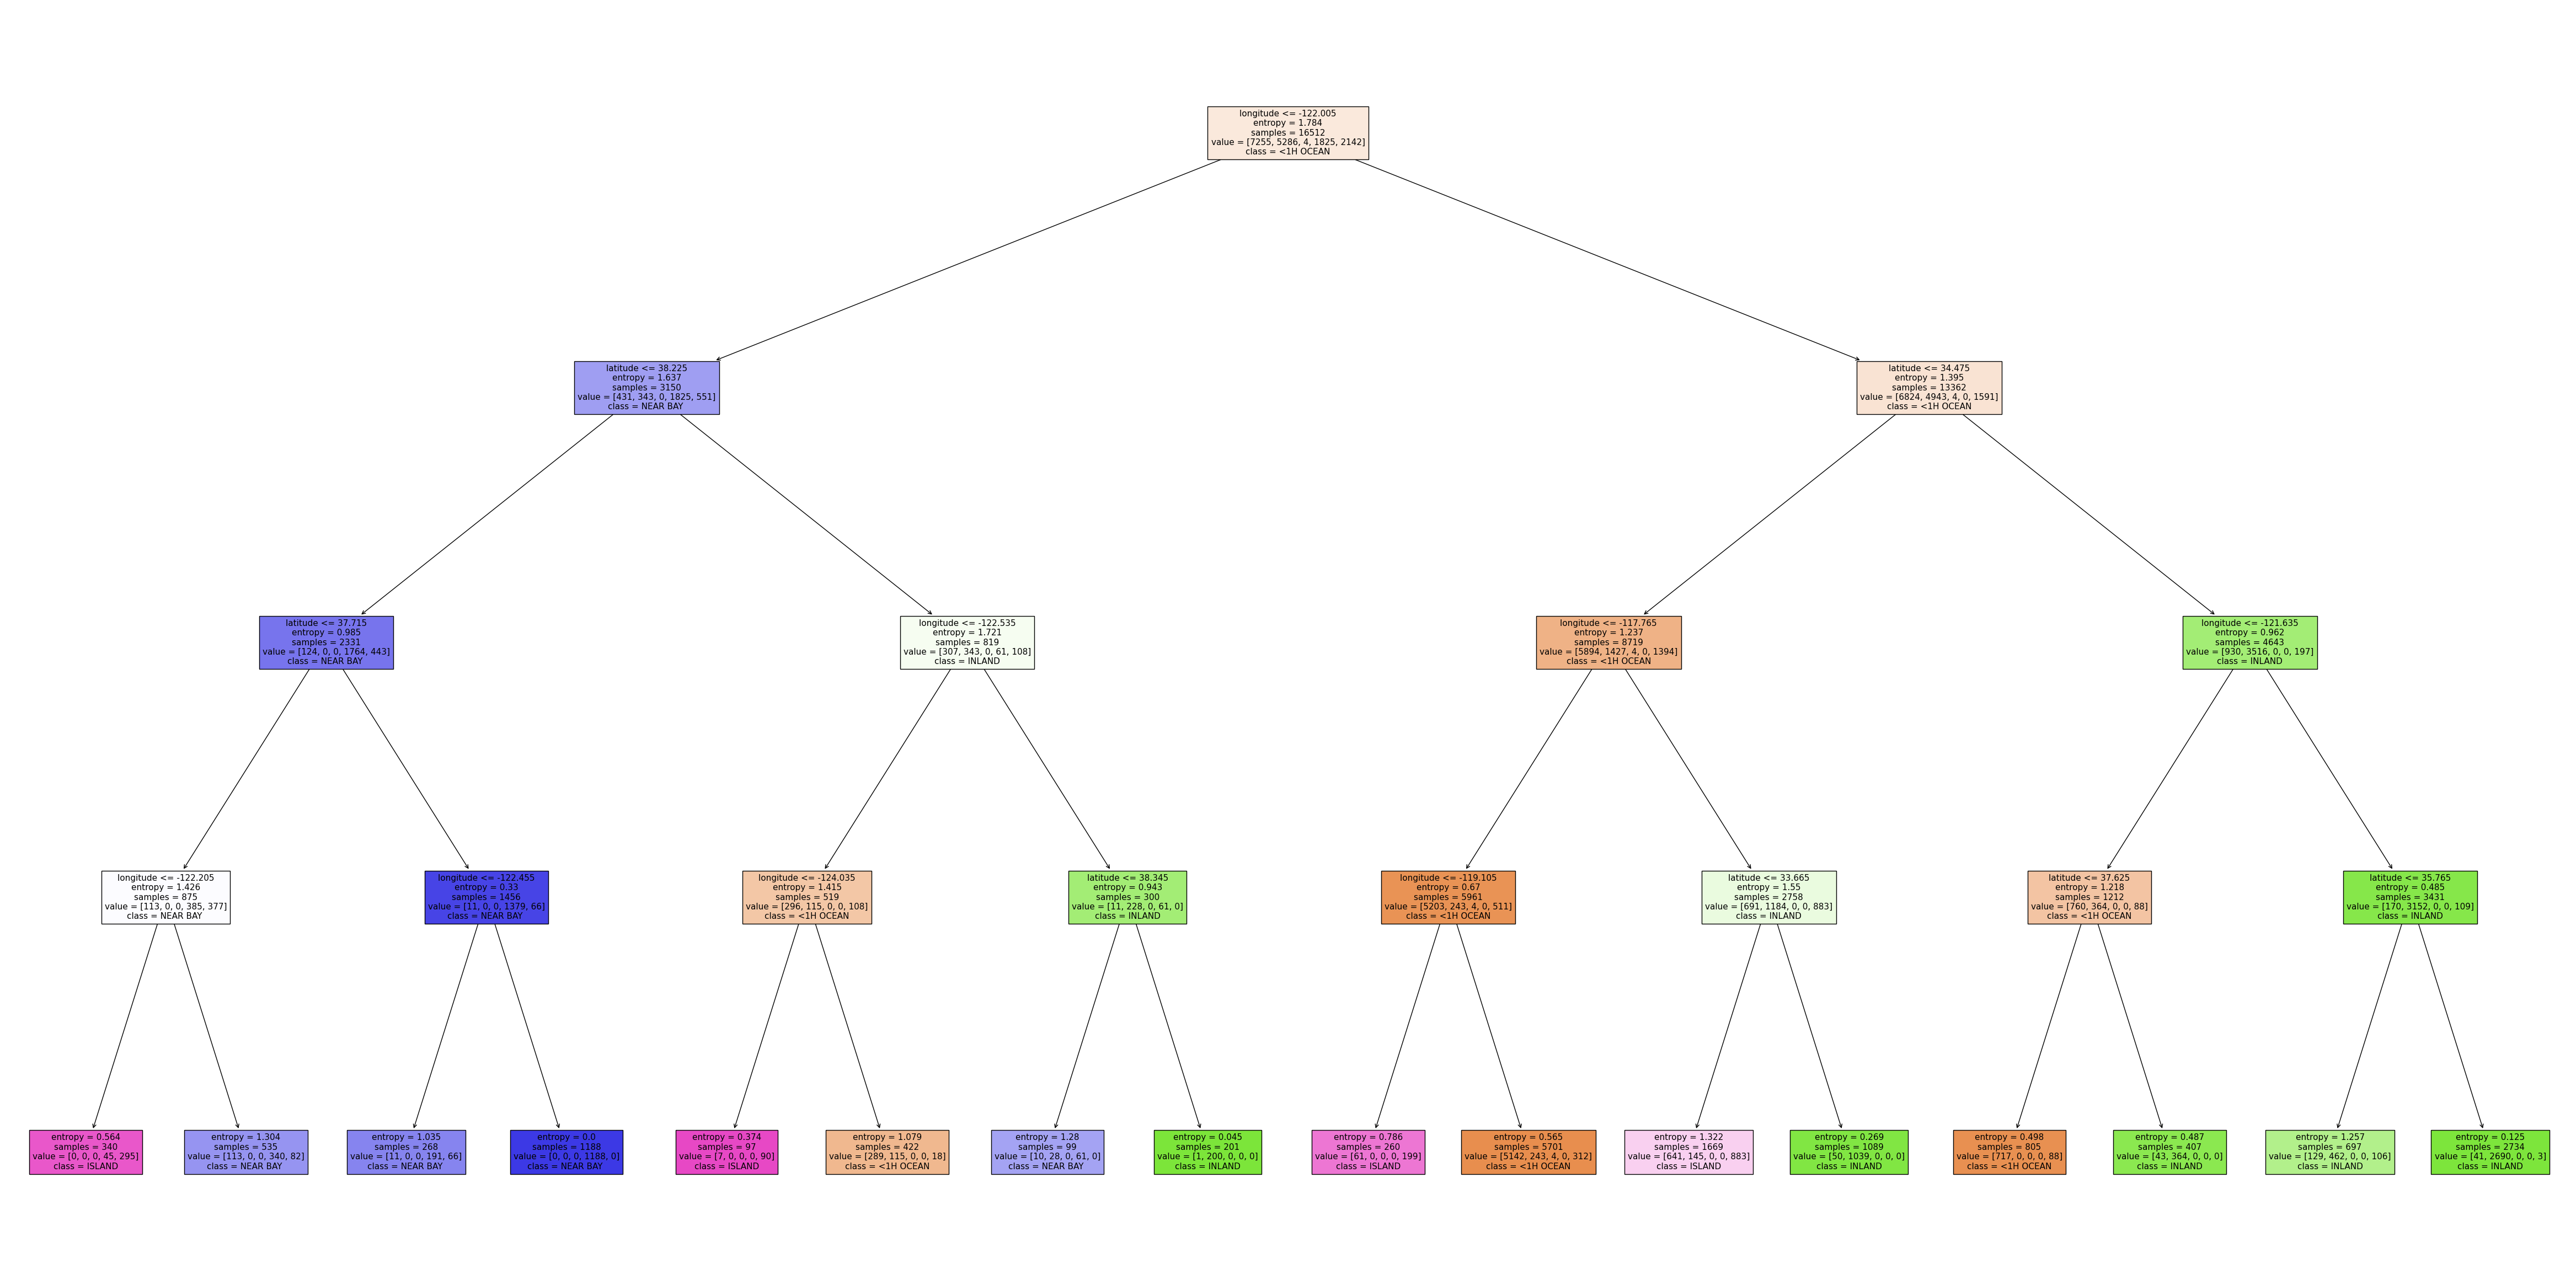 longitude <= -122.005
entropy = 1.784
samples = 16512
value = [7255, 5286, 4, 1825, 2142]
class = <1H OCEAN
latitude <= 38.225
entropy = 1.637
samples = 3150
value = [431, 343, 0, 1825, 551]
class = NEAR BAY
latitude <= 34.475
entropy = 1.395
samples = 13362
value = [6824, 4943, 4, 0, 1591]
class = <1H OCEAN
latitude <= 37.715
entropy = 0.985
samples = 2331
value = [124, 0, 0, 1764, 443]
class = NEAR BAY
longitude <= -122.535
entropy = 1.721
samples = 819
value = [307, 343, 0, 61, 108]
class = INLAND
longitude <= -117.765
entropy = 1.237
samples = 8719
value = [5894, 1427, 4, 0, 1394]
class = <1H OCEAN
longitude <= -121.635
entropy = 0.962
samples = 4643
value = [930, 3516, 0, 0, 197]
class = INLAND
longitude <= -122.205
entropy = 1.426
samples = 875
value = [113, 0, 0, 385, 377]
class = NEAR BAY
longitude <= -122.455
entropy = 0.33
samples = 1456
value = [11, 0, 0, 1379, 66]
class = NEAR BAY
longitude <= -124.035
entropy = 1.415
samples = 519
value = [296, 115, 0, 0, 108]
class = <1H OCEAN
latitude <= 38.345
entropy = 0.943
samples = 300
value = [11, 228, 0, 61, 0]
class = INLAND
longitude <= -119.105
entropy = 0.67
samples = 5961
value = [5203, 243, 4, 0, 511]
class = <1H OCEAN
latitude <= 33.665
entropy = 1.55
samples = 2758
value = [691, 1184, 0, 0, 883]
class = INLAND
latitude <= 37.625
entropy = 1.218
samples = 1212
value = [760, 364, 0, 0, 88]
class = <1H OCEAN
latitude <= 35.765
entropy = 0.485
samples = 3431
value = [170, 3152, 0, 0, 109]
class = INLAND
entropy = 0.564
samples = 340
value = [0, 0, 0, 45, 295]
class = ISLAND
entropy = 1.304
samples = 535
value = [113, 0, 0, 340, 82]
class = NEAR BAY
entropy = 1.035
samples = 268
value = [11, 0, 0, 191, 66]
class = NEAR BAY
entropy = 0.0
samples = 1188
value = [0, 0, 0, 1188, 0]
class = NEAR BAY
entropy = 0.374
samples = 97
value = [7, 0, 0, 0, 90]
class = ISLAND
entropy = 1.079
samples = 422
value = [289, 115, 0, 0, 18]
class = <1H OCEAN
entropy = 1.28
samples = 99
value = [10, 28, 0, 61, 0]
class = NEAR BAY
entropy = 0.045
samples = 201
value = [1, 200, 0, 0, 0]
class = INLAND
entropy = 0.786
samples = 260
value = [61, 0, 0, 0, 199]
class = ISLAND
entropy = 0.565
samples = 5701
value = [5142, 243, 4, 0, 312]
class = <1H OCEAN
entropy = 1.322
samples = 1669
value = [641, 145, 0, 0, 883]
class = ISLAND
entropy = 0.269
samples = 1089
value = [50, 1039, 0, 0, 0]
class = INLAND
entropy = 0.498
samples = 805
value = [717, 0, 0, 0, 88]
class = <1H OCEAN
entropy = 0.487
samples = 407
value = [43, 364, 0, 0, 0]
class = INLAND
entropy = 1.257
samples = 697
value = [129, 462, 0, 0, 106]
class = INLAND
entropy = 0.125
samples = 2734
value = [41, 2690, 0, 0, 3]
class = INLAND